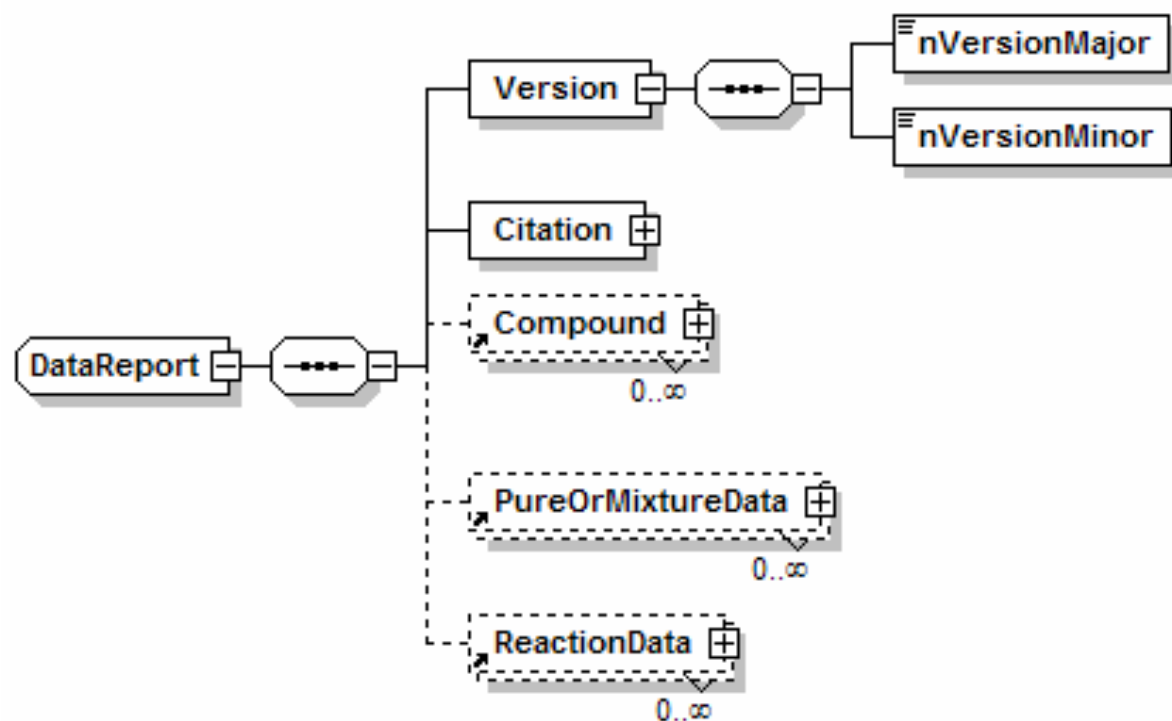 nVersionMajor
Version
nVersionMinor
Citation
Compound
0..∞
DataReport
PureOrMixtureData
0..∞
ReactionData
0..∞